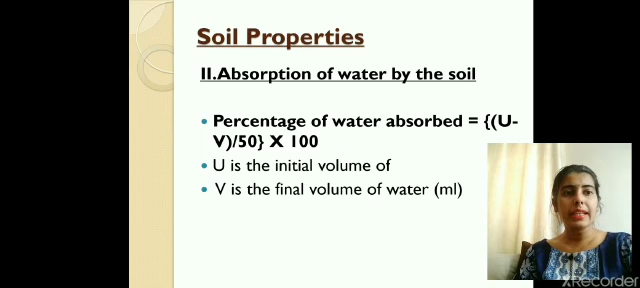 Soil Properties
II.Absorption of water by the soil
• Percentage of water absorbed = {(U-
V)/50} X 100
• U is the initial volume of
• V is the final volume of water (ml)
XRecorder